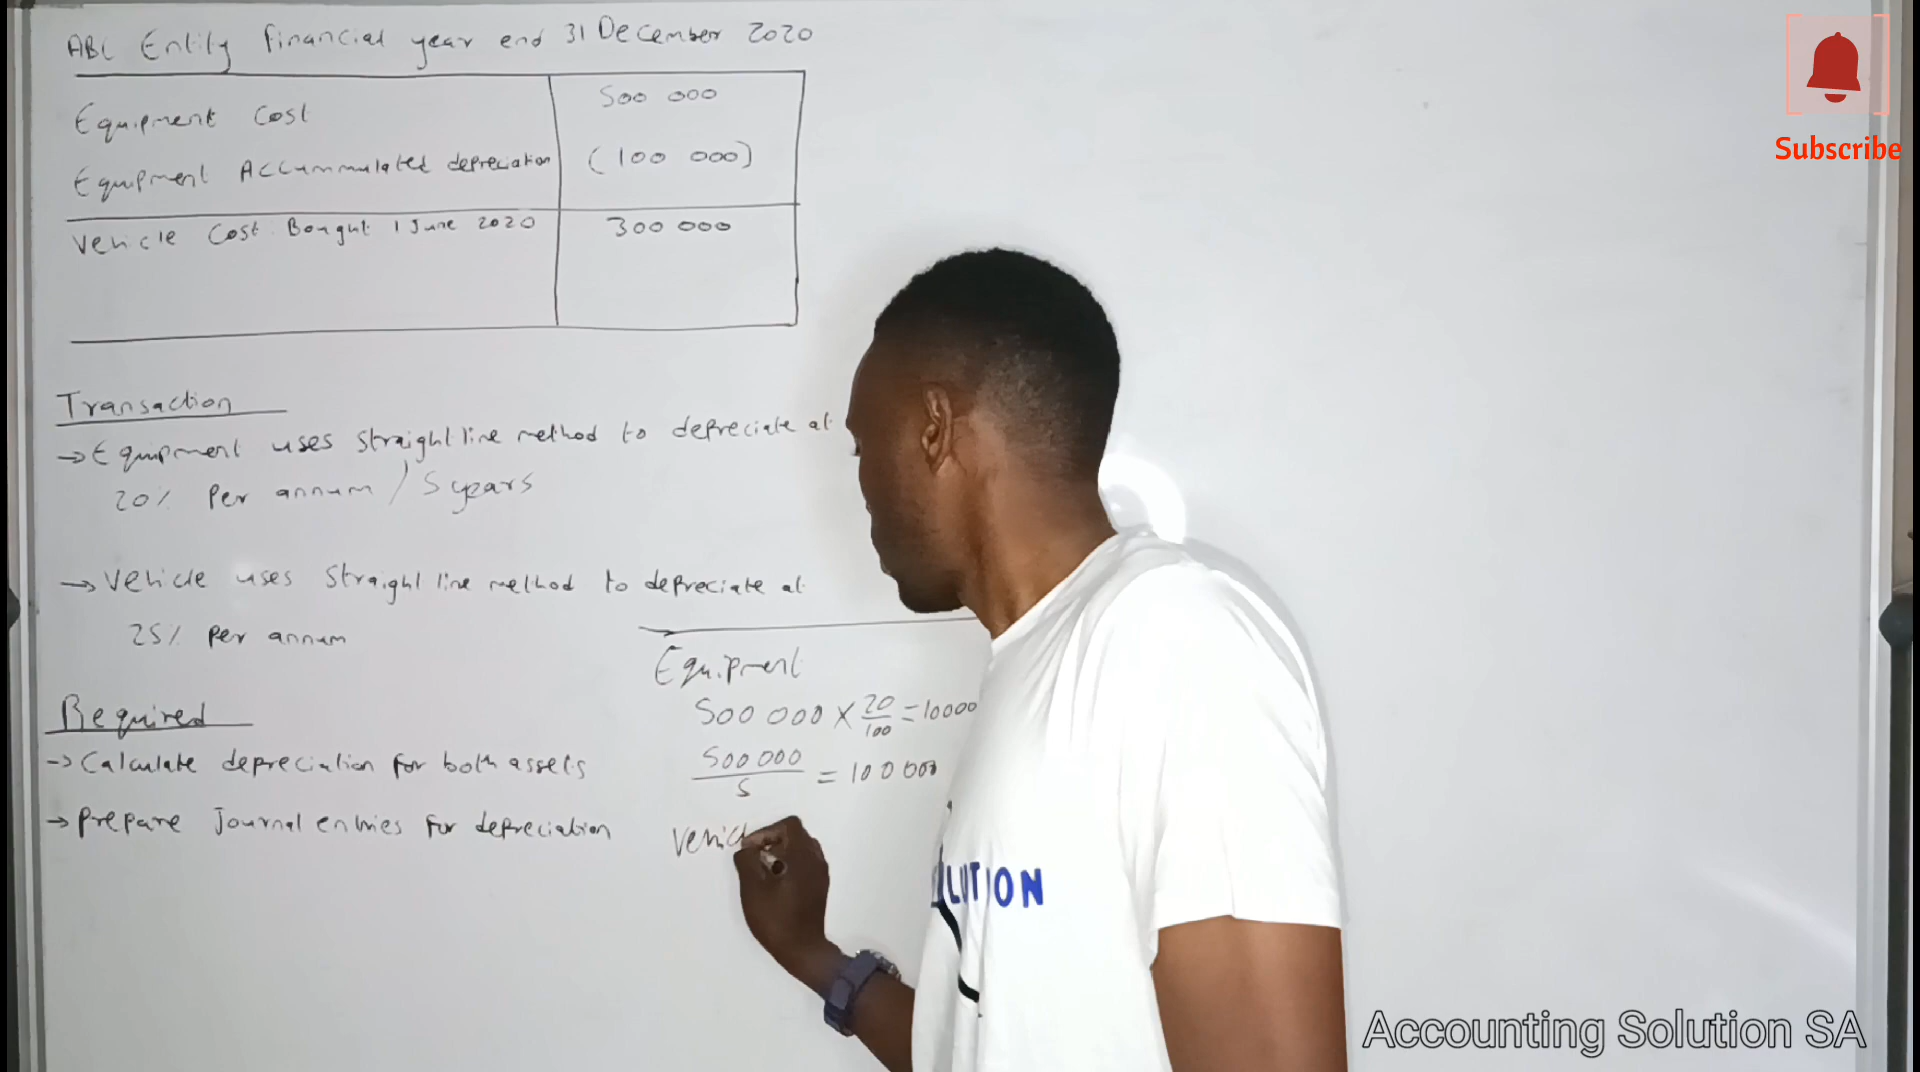 ABC Entity financial year end 31 December 2020
Equipment Cost 500 000
Equipment Accummulated depreciation (100 000)
Vehicle Cost Bought 1 June 2020 300 000
Transaction
→ Equipment uses straight line method to depreciate at
20% Per annum / 5 years
→ Vehicle uses straight line method to depreciate at
25% Per annum
Required
→ Calculate depreciation for both assets
→ Prepare Journal entries for depreciation
Equipment
500 000 × 20/100 = 10000
500 000/5 = 100 000
Vehicl
LUTION
Subscribe
Accounting Solution SA